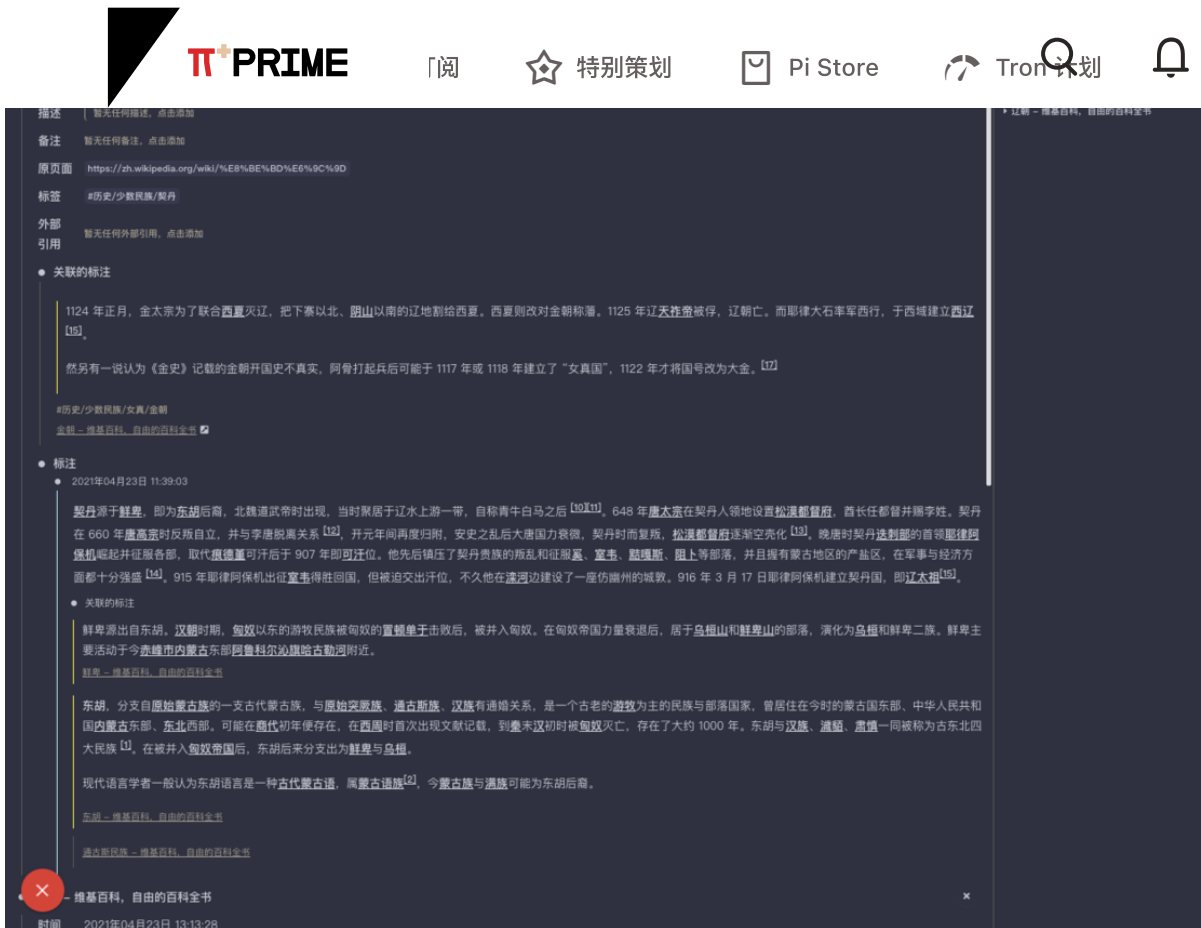 π+PRIME
阅
特别策划
Pi Store
Tron 计划
描述 暂无任何描述，点击添加
辽朝 – 维基百科，自由的百科全书
备注 暂无任何备注，点击添加
原页面 https://zh.wikipedia.org/wiki/%E8%BE%BD%E6%9C%9D
标签 #历史/少数民族/契丹
外部
引用 暂无任何外部引用，点击添加
关联的标注
1124 年正月，金太宗为了联合西夏灭辽，把下寨以北、阴山以南的辽地割给西夏。西夏则改对金朝称藩。1125 年辽天祚帝被俘，辽朝亡。而耶律大石率军西行，于西域建立西辽
[15]。
然另有一说认为《金史》记载的金朝开国史不真实，阿骨打起兵后可能于 1117 年或 1118 年建立了“女真国”，1122 年才将国号改为大金。[17]
#历史/少数民族/女真/金朝
金朝 – 维基百科，自由的百科全书
标注
2021年04月23日 11:39:03
契丹源于鲜卑，即为东胡后裔，北魏道武帝时出现，当时聚居于辽水上游一带，自称青牛白马之后 [10][11]。648 年唐太宗在契丹人领地设置松漠都督府，酋长任都督并赐李姓。契丹
在 660 年唐高宗时反叛自立，并与李唐脱离关系 [12]，开元年间再度归附，安史之乱后大唐国力衰微，契丹时而复叛，松漠都督府逐渐空壳化 [13]。晚唐时契丹迭剌部的首领耶律阿
保机崛起并征服各部，取代痕德堇可汗后于 907 年即可汗位。他先后镇压了契丹贵族的叛乱和征服奚、室韦、黠嘎斯、阻卜等部落，并且握有蒙古地区的产盐区，在军事与经济方
面都十分强盛 [14]。915 年耶律阿保机出征室韦得胜回国，但被迫交出汗位，不久他在滦河边建设了一座仿幽州的城敦。916 年 3 月 17 日耶律阿保机建立契丹国，即辽太祖[15]。
关联的标注
鲜卑源出自东胡。汉朝时期，匈奴以东的游牧民族被匈奴的冒顿单于击败后，被并入匈奴。在匈奴帝国力量衰退后，居于乌桓山和鲜卑山的部落，演化为乌桓和鲜卑二族。鲜卑主
要活动于今赤峰市内蒙古东部阿鲁科尔沁旗哈古勒河附近。
鲜卑 – 维基百科，自由的百科全书
东胡，分支自原始蒙古族的一支古代蒙古族，与原始突厥族、通古斯族、汉族有通婚关系，是一个古老的游牧为主的民族与部落国家，曾居住在今时的蒙古国东部、中华人民共和
国内蒙古东部、东北西部，可能在商代初年便存在，在西周时首次出现文献记载，到秦末汉初时被匈奴灭亡，存在了大约 1000 年。东胡与汉族、濊貊、肃慎一同被称为古东北四
大民族 [1]。在被并入匈奴帝国后，东胡后来分支出为鲜卑与乌桓。
现代语言学者一般认为东胡语言是一种古代蒙古语，属蒙古语族[2]，今蒙古族与满族可能为东胡后裔。
东胡 – 维基百科，自由的百科全书
通古斯民族 – 维基百科，自由的百科全书
– 维基百科，自由的百科全书
时间 2021年04月23日 13:13:28